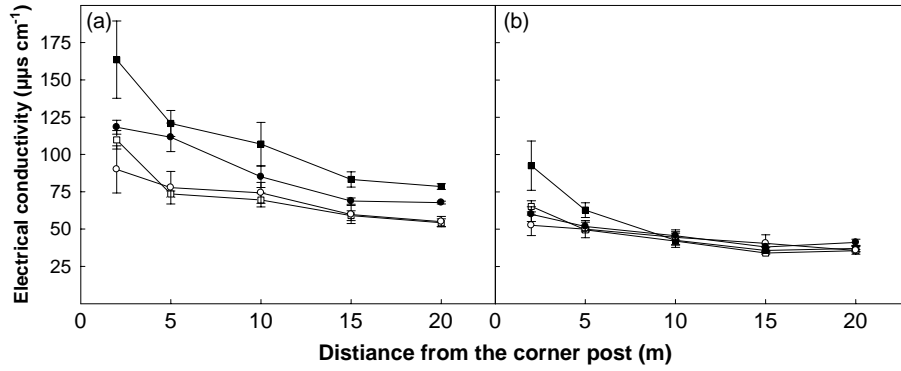 (a)
(b)
175
150
125
100
75
50
25
Electrical conductivity (µµs cm⁻¹)
0 5 10 15 20 0 5 10 15 20
Distiance from the corner post (m)